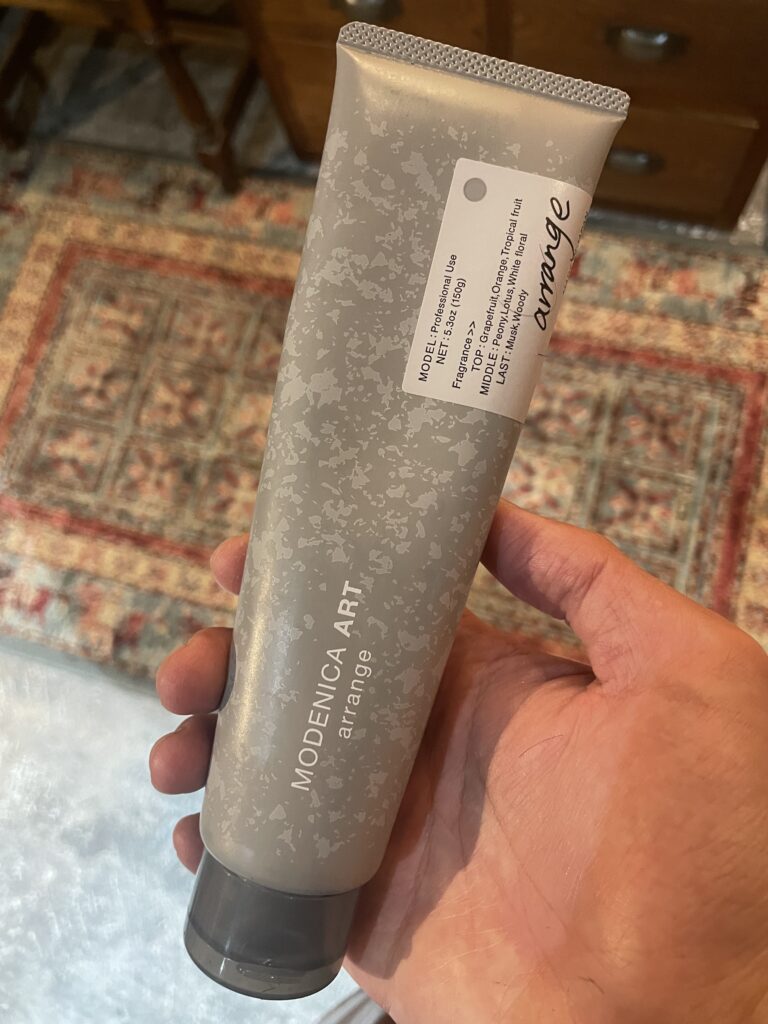 MODEL : Professional Use
NET : 5.3oz (150g)
Fragrance >>
TOP : Grapefruit,Orange,Tropical fruit
MIDDLE : Peony,Lotus,White floral
LAST : Musk,Woody
arrange
MODENICA ART
arrange